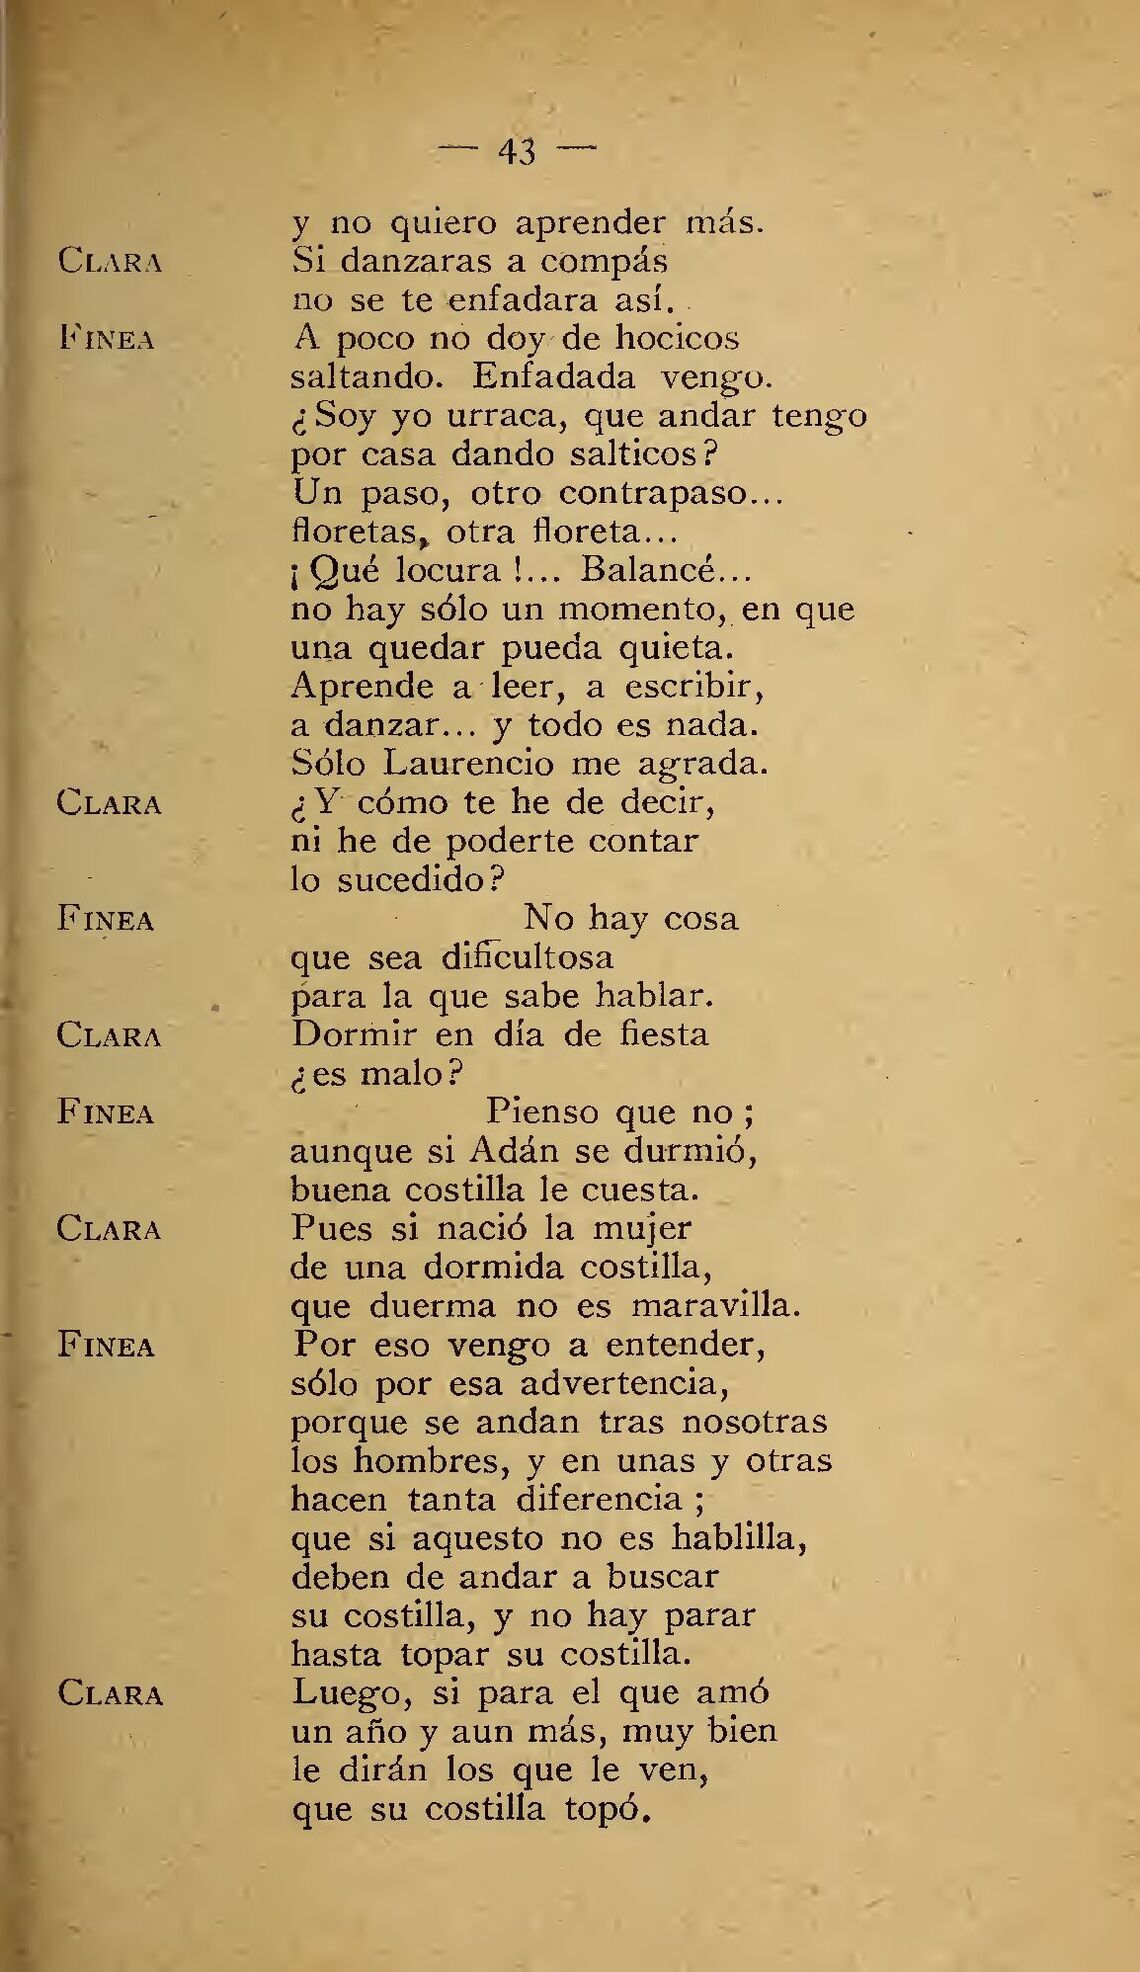 — 43 —
y no quiero aprender más.
CLARA Si danzaras a compás
no se te enfadara así.
FINEA A poco no doy de hocicos
saltando. Enfadada vengo.
¿Soy yo urraca, que andar tengo
por casa dando salticos?
Un paso, otro contrapaso...
floretas, otra floreta...
¡Qué locura!... Balancé...
no hay sólo un momento, en que
una quedar pueda quieta.
Aprende a leer, a escribir,
a danzar... y todo es nada.
Sólo Laurencio me agrada.
CLARA ¿Y cómo te he de decir,
ni he de poderte contar
lo sucedido?
FINEA No hay cosa
que sea dificultosa
para la que sabe hablar.
CLARA Dormir en día de fiesta
¿es malo?
FINEA Pienso que no;
aunque si Adán se durmió,
buena costilla le cuesta.
CLARA Pues si nació la mujer
de una dormida costilla,
que duerma no es maravilla.
FINEA Por eso vengo a entender,
sólo por esa advertencia,
porque se andan tras nosotras
los hombres, y en unas y otras
hacen tanta diferencia;
que si aquesto no es hablilla,
deben de andar a buscar
su costilla, y no hay parar
hasta topar su costilla.
CLARA Luego, si para el que amó
un año y aun más, muy bien
le dirán los que le ven,
que su costilla topó.